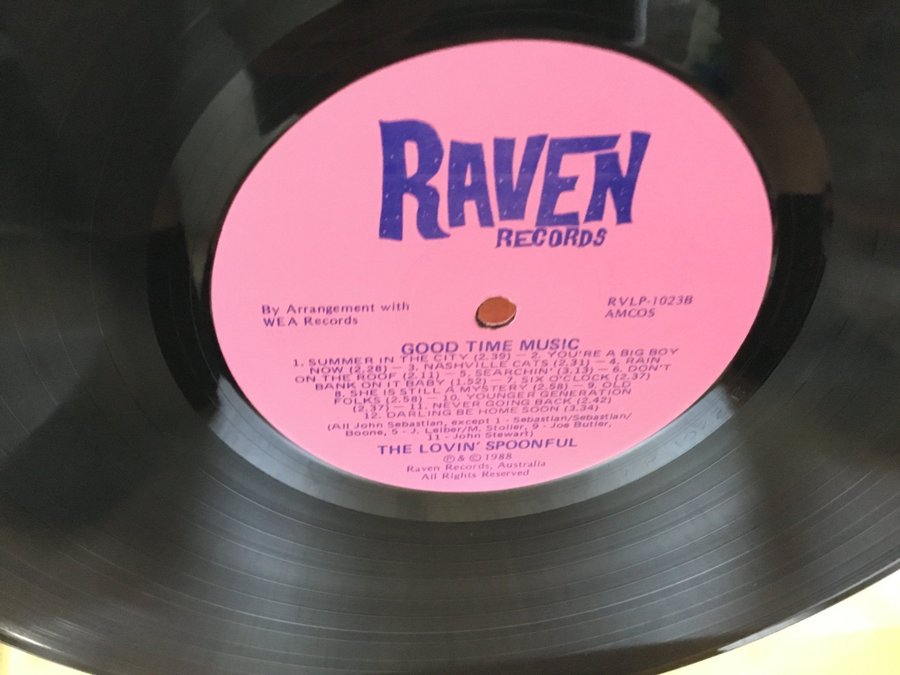 RAVEN
RECORDS
By Arrangement with
WEA Records
RVLP-1023B
AMCOS
GOOD TIME MUSIC
1. SUMMER IN THE CITY (2.39) – 2. YOU'RE A BIG BOY
NOW (2.28) – 3. NASHVILLE CATS (2.31) – 4. RAIN
ON THE ROOF (2.11) – 5. SEARCHIN' (3.13) – 6. DON'T
BANK ON IT BABY (1.52) – 7. SIX O'CLOCK (2.37)
8. SHE IS STILL A MYSTERY (2.58) – 9. OLD
FOLKS (2.58) – 10. YOUNGER GENERATION
(2.37) – 11. NEVER GOING BACK (2.42)
12. DARLING BE HOME SOON (3.34)
(All John Sebastian, except 1 - Sebastian/Sebastian/
Boone, 5 - J. Leiber/M. Stoller, 9 - Joe Butler,
11 - John Stewart)
THE LOVIN' SPOONFUL
℗ & © 1988
Raven Records, Australia
All Rights Reserved